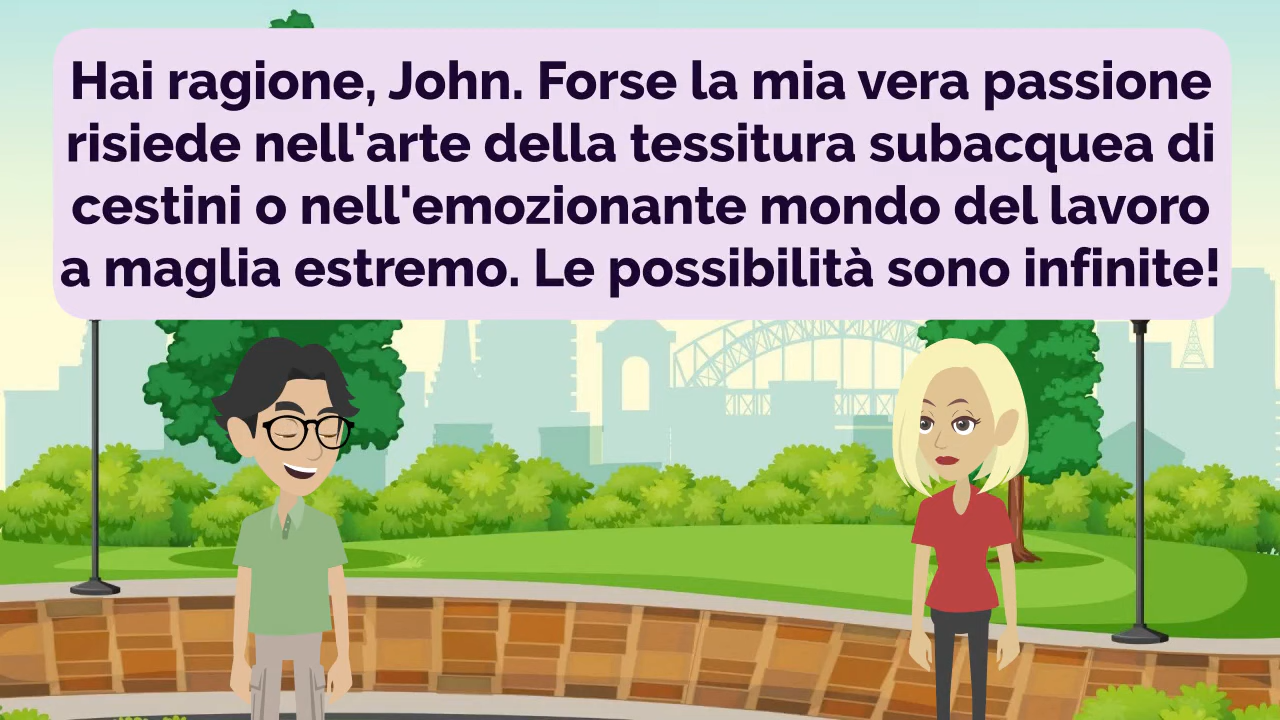 Hai ragione, John. Forse la mia vera passione
risiede nell'arte della tessitura subacquea di
cestini o nell'emozionante mondo del lavoro
a maglia estremo. Le possibilità sono infinite!